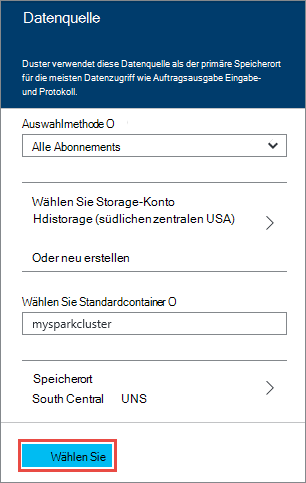 Datenquelle
Duster verwendet diese Datenquelle als der primäre Speicherort
für die meisten Datenzugriff wie Auftragsausgabe Eingabe-
und Protokoll.
Auswahlmethode O
Alle Abonnements
Wählen Sie Storage-Konto
Hdistorage (südlichen zentralen USA)
Oder neu erstellen
Wählen Sie Standardcontainer O
mysparkcluster
Speicherort
South Central UNS
Wählen Sie